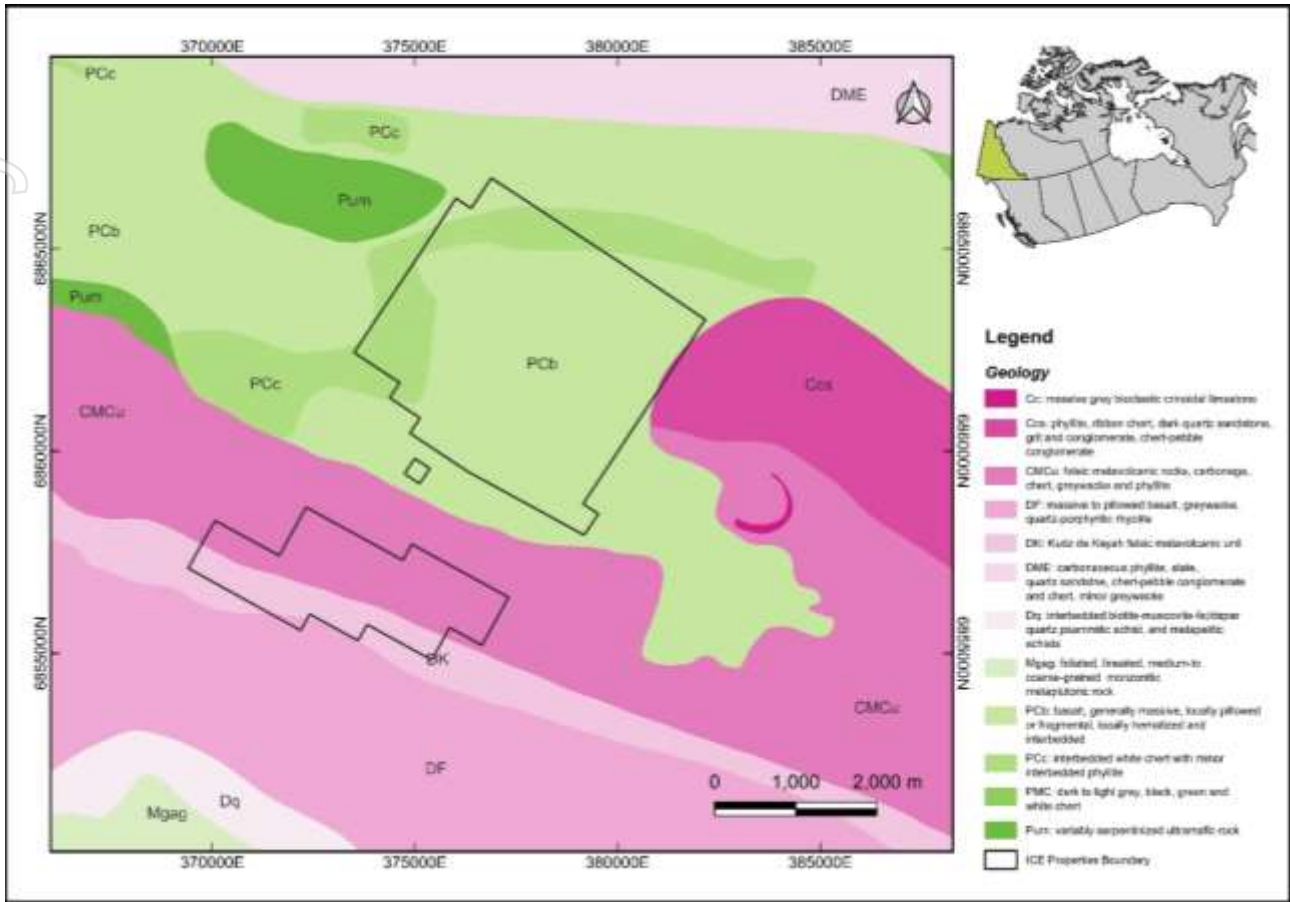 370000E 375000E 380000E 385000E
PCc
DME
PCc
Pum
PCb
6865000N
6865000N
Pum
PCb
PCc
Cos
CMCu
6860000N
6860000N
6855000N
6855000N
DK
CMCu
DF
0 1,000 2,000 m
Dq
Mgag
370000E 375000E 380000E 385000E
Legend
Geology
Cc: massive grey bioclastic crinoidal limestone
Cos: phyllite, ribbon chert, dark quartz sandstone,
grit and conglomerate, chert-pebble
conglomerate
CMCu: felsic metavolcanic rocks, carbonage,
chert, greywacke and phyllite
DF: massive to pillowed basalt, greywacke,
quartz-porphyritic rhyolite
DK: Kudz de Kayah felsic metavolcanic unit
DME: carbonaceous phyllite, slate,
quartz sandstne, chert-pebble conglomerate
and chert, minor greywacke
Dq: interbedded biotite-muscovite-feldspar
quartz psammitic schist, and metapelitic
schists
Mgag: foliated, lineated, medium-to
coarse-grained monzonitic
metaplutonic rock
PCb: basalt, generally massive, locally pillowed
or fragmental, locally hematized and
interbedded
PCc: interbedded white chert with minor
interbedded phyllite
PMC: dark to light grey, black, green and
white chert
Pum: variably serpentinized ultramafic rock
ICE Properties Boundary